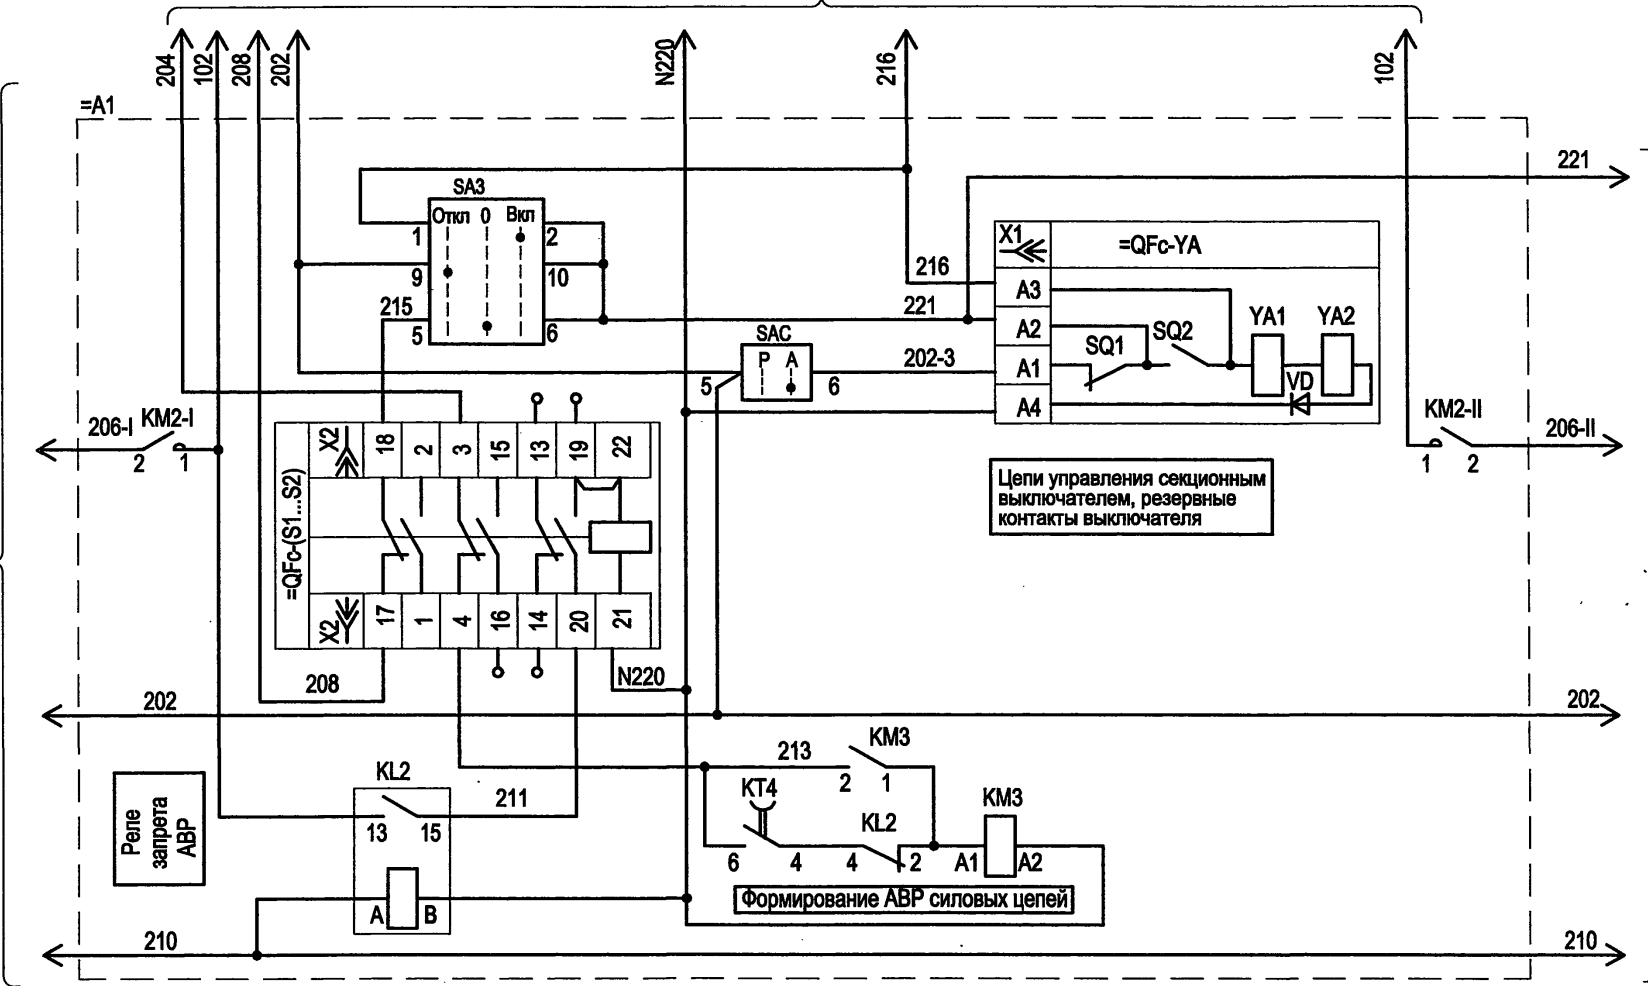 204
102
208
202
N220
216
102
=A1
221
SA3
Откл 0 Вкл
1
2
9
10
215
5
6
X1
=QFc-YA
216
A3
221
A2
SAC
P A
5
6
202-3
A1
A4
SQ1
SQ2
YA1
YA2
VD
206-I
KM2-I
2
1
KM2-II
206-II
1
2
Цепи управления секционным
выключателем, резервные
контакты выключателя
=QFc-(S1...S2)
X2
18
2
3
15
13
19
22
X2
17
1
4
16
14
20
21
208
N220
202
202
213
KM3
2
1
KL2
211
13
15
KT4
KL2
KM3
6
4
4
2
A1
A2
Реле
запрета
АВР
A
B
Формирование АВР силовых цепей
210
210